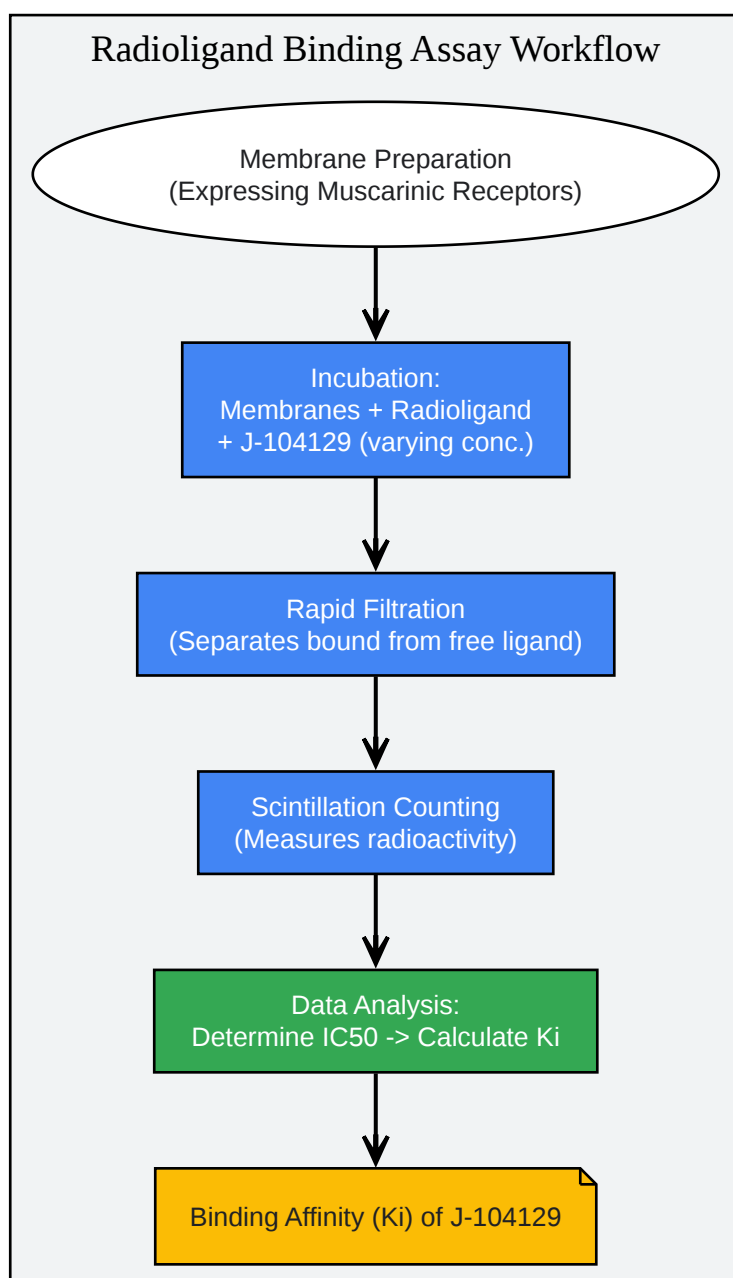 Radioligand Binding Assay Workflow
Membrane Preparation
(Expressing Muscarinic Receptors)
Incubation:
Membranes + Radioligand
+ J-104129 (varying conc.)
Rapid Filtration
(Separates bound from free ligand)
Scintillation Counting
(Measures radioactivity)
Data Analysis:
Determine IC50 -> Calculate Ki
Binding Affinity (Ki) of J-104129